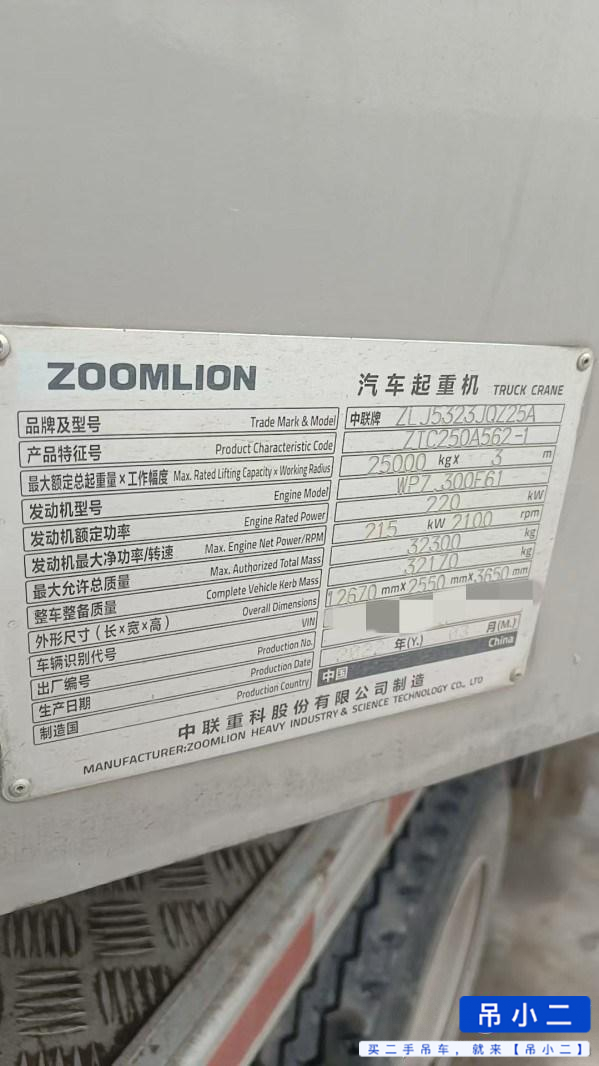 ZOOMLION 汽车起重机 TRUCK CRANE
品牌及型号 Trade Mark & Model 中联牌 ZLJ5323JQZ25A
产品特征号 Product Characteristic Code ZTC250A562-1
最大额定总起重量×工作幅度 Max. Rated Lifting Capacity × Working Radius 25000 kg× 3 m
发动机型号 Engine Model WP7.300E61
发动机额定功率 Engine Rated Power 220 kW
发动机最大净功率/转速 Max. Engine Net Power/RPM 215 kW 2100 rpm
最大允许总质量 Max. Authorized Total Mass 32300 kg
整车整备质量 Complete Vehicle Kerb Mass 32170 kg
外形尺寸(长×宽×高) Overall Dimensions 12670 mm×2550 mm×3650 mm
车辆识别代号 VIN
出厂编号 Production No.
生产日期 Production Date 2022 年(Y.) 03 月(M.)
制造国 Production Country 中国 China
中联重科股份有限公司制造
MANUFACTURER:ZOOMLION HEAVY INDUSTRY & SCIENCE TECHNOLOGY CO., LTD
吊小二
买二手吊车，就来【吊小二】